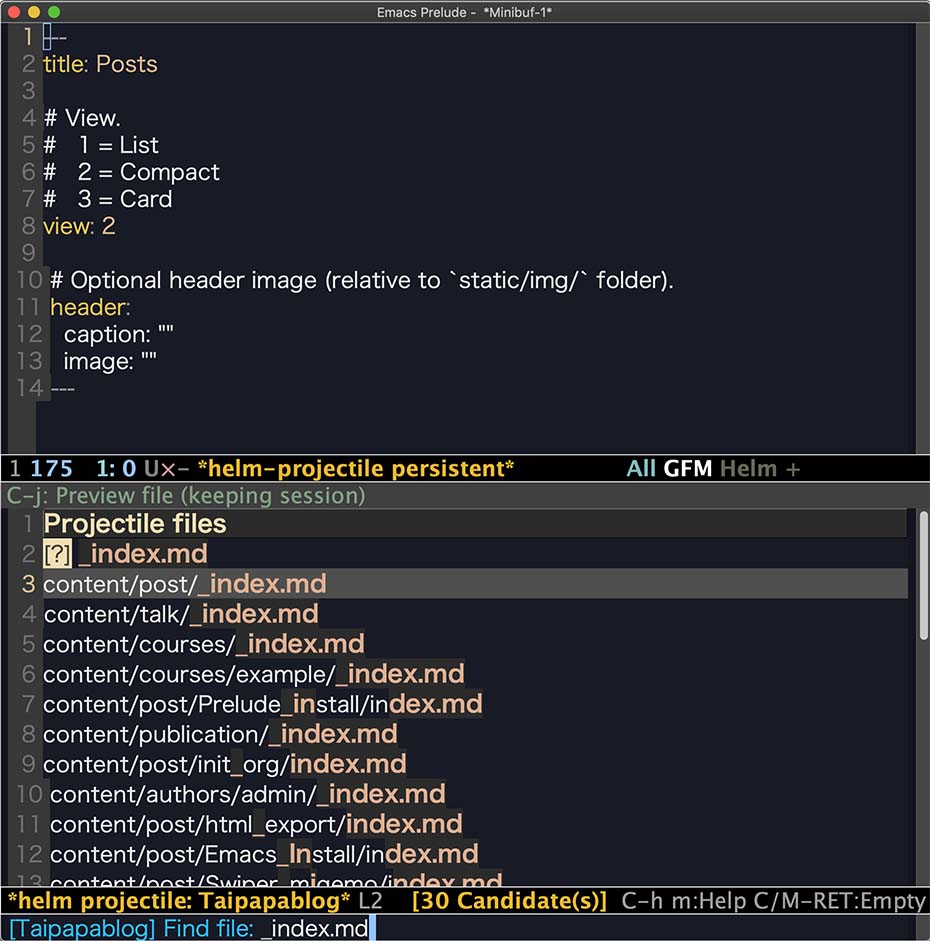 Emacs Prelude - *Minibuf-1*
1 ---
2 title: Posts
3
4 # View.
5 #   1 = List
6 #   2 = Compact
7 #   3 = Card
8 view: 2
9
10 # Optional header image (relative to `static/img/` folder).
11 header:
12   caption: ""
13   image: ""
14 ---
1 175  1: 0 U×- *helm-projectile persistent*  All GFM Helm +
C-j: Preview file (keeping session)
1 Projectile files
2 [?] _index.md
3 content/post/_index.md
4 content/talk/_index.md
5 content/courses/_index.md
6 content/courses/example/_index.md
7 content/post/Prelude_install/index.md
8 content/publication/_index.md
9 content/post/init_org/index.md
10 content/authors/admin/_index.md
11 content/post/html_export/index.md
12 content/post/Emacs_Install/index.md
13 content/post/Swiper_migemo/index.md
*helm projectile: Taipapablog* L2  [30 Candidate(s)]  C-h m:Help C/M-RET:Empty
[Taipapablog] Find file: _index.md